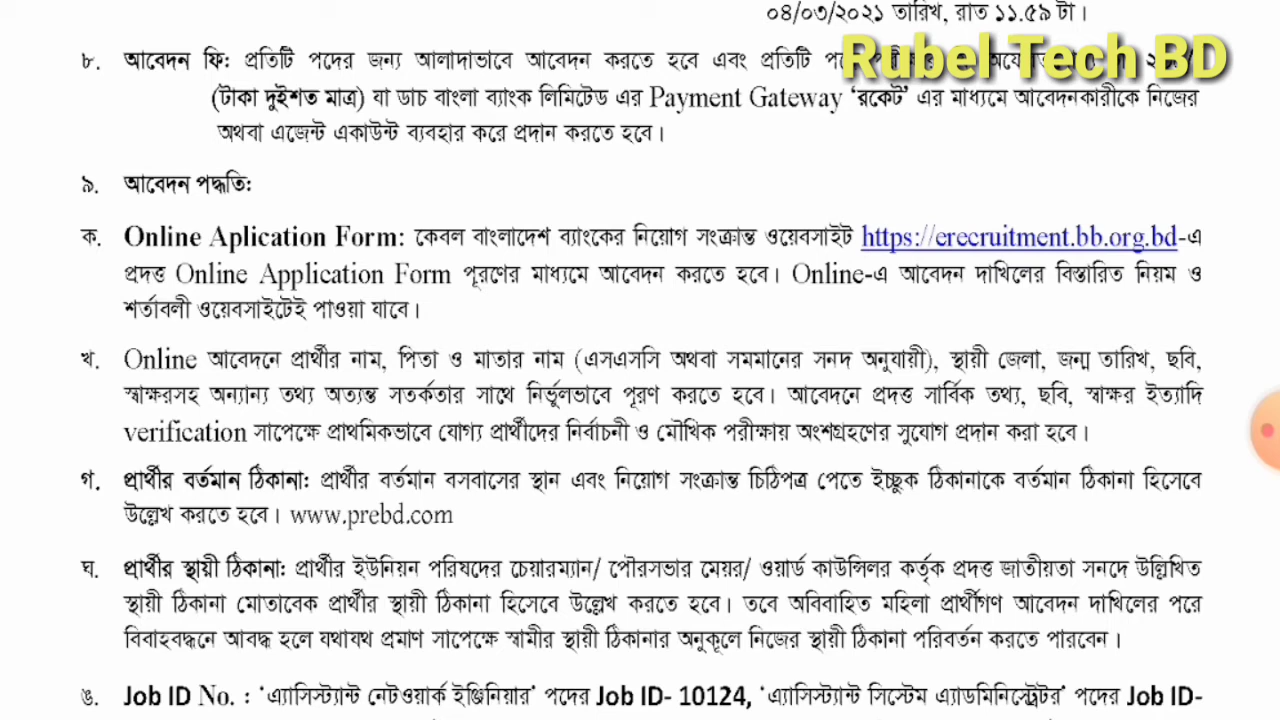 ০৪/০৩/২০২১ তারিখ, রাত ১১.৫৯ টা।
Rubel Tech BD
৮. আবেদন ফি: প্রতিটি পদের জন্য আলাদাভাবে আবেদন করতে হবে এবং প্রতিটি
(টাকা দুইশত মাত্র) যা ডাচ বাংলা ব্যাংক লিমিটেড এর Payment Gateway ‘রকেট’ এর মাধ্যমে আবেদনকারীকে নিজের
অথবা এজেন্ট একাউন্ট ব্যবহার করে প্রদান করতে হবে।
৯. আবেদন পদ্ধতি:
ক. Online Aplication Form: কেবল বাংলাদেশ ব্যাংকের নিয়োগ সংক্রান্ত ওয়েবসাইট https://erecruitment.bb.org.bd-এ
প্রদত্ত Online Application Form পূরণের মাধ্যমে আবেদন করতে হবে। Online-এ আবেদন দাখিলের বিস্তারিত নিয়ম ও
শর্তাবলী ওয়েবসাইটেই পাওয়া যাবে।
খ. Online আবেদনে প্রার্থীর নাম, পিতা ও মাতার নাম (এসএসসি অথবা সমমানের সনদ অনুযায়ী), স্থায়ী জেলা, জন্ম তারিখ, ছবি,
স্বাক্ষরসহ অন্যান্য তথ্য অত্যন্ত সতর্কতার সাথে নির্ভুলভাবে পূরণ করতে হবে। আবেদনে প্রদত্ত সার্বিক তথ্য, ছবি, স্বাক্ষর ইত্যাদি
verification সাপেক্ষে প্রাথমিকভাবে যোগ্য প্রার্থীদের নির্বাচনী ও মৌখিক পরীক্ষায় অংশগ্রহণের সুযোগ প্রদান করা হবে।
গ. প্রার্থীর বর্তমান ঠিকানা: প্রার্থীর বর্তমান বসবাসের স্থান এবং নিয়োগ সংক্রান্ত চিঠিপত্র পেতে ইচ্ছুক ঠিকানাকে বর্তমান ঠিকানা হিসেবে
উল্লেখ করতে হবে। www.prebd.com
ঘ. প্রার্থীর স্থায়ী ঠিকানা: প্রার্থীর ইউনিয়ন পরিষদের চেয়ারম্যান/ পৌরসভার মেয়র/ ওয়ার্ড কাউন্সিলর কর্তৃক প্রদত্ত জাতীয়তা সনদে উল্লিখিত
স্থায়ী ঠিকানা মোতাবেক প্রার্থীর স্থায়ী ঠিকানা হিসেবে উল্লেখ করতে হবে। তবে অবিবাহিত মহিলা প্রার্থীগণ আবেদন দাখিলের পরে
বিবাহবদ্ধনে আবদ্ধ হলে যথাযথ প্রমাণ সাপেক্ষে স্বামীর স্থায়ী ঠিকানার অনুকূলে নিজের স্থায়ী ঠিকানা পরিবর্তন করতে পারবেন।
ঙ. Job ID No. : ‘এ্যাসিস্ট্যান্ট নেটওয়ার্ক ইঞ্জিনিয়ার’ পদের Job ID- 10124, ‘এ্যাসিস্ট্যান্ট সিস্টেম এ্যাডমিনিস্ট্রেটর’ পদের Job ID-